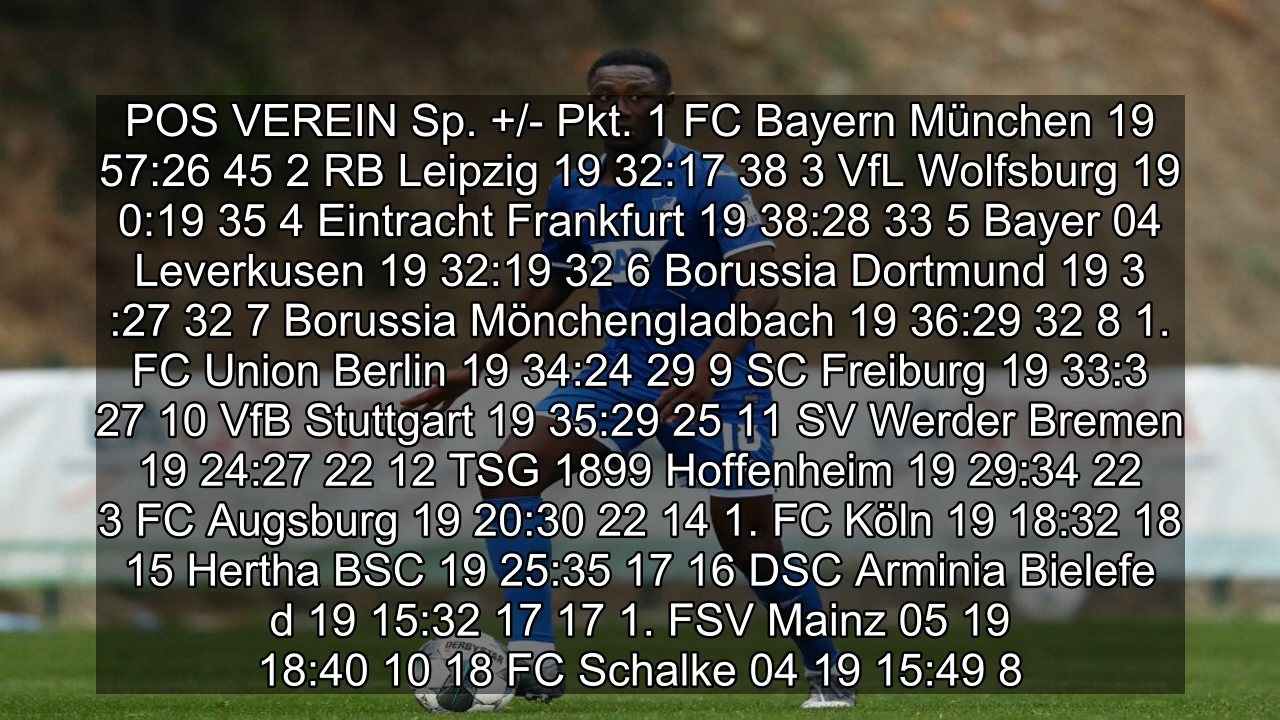 POS VEREIN Sp. +/- Pkt. 1 FC Bayern München 19
57:26 45 2 RB Leipzig 19 32:17 38 3 VfL Wolfsburg 19
0:19 35 4 Eintracht Frankfurt 19 38:28 33 5 Bayer 04
Leverkusen 19 32:19 32 6 Borussia Dortmund 19 3
:27 32 7 Borussia Mönchengladbach 19 36:29 32 8 1.
FC Union Berlin 19 34:24 29 9 SC Freiburg 19 33:3
27 10 VfB Stuttgart 19 35:29 25 11 SV Werder Bremen
19 24:27 22 12 TSG 1899 Hoffenheim 19 29:34 22
3 FC Augsburg 19 20:30 22 14 1. FC Köln 19 18:32 18
15 Hertha BSC 19 25:35 17 16 DSC Arminia Bielefe
d 19 15:32 17 17 1. FSV Mainz 05 19
18:40 10 18 FC Schalke 04 19 15:49 8
DERBYSTAR